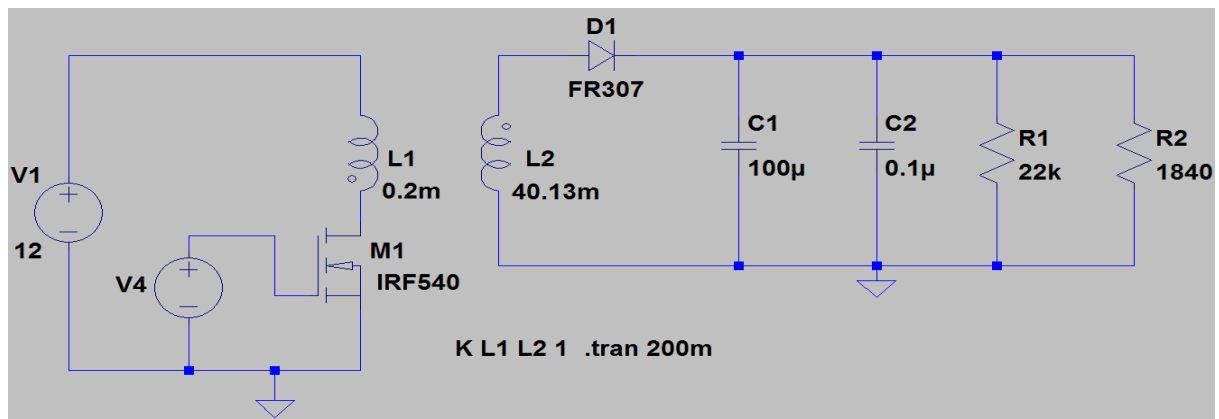 D1
FR307
V1
12
L1
0.2m
L2
40.13m
C1
100µ
C2
0.1µ
R1
22k
R2
1840
V4
M1
IRF540
K L1 L2 1 .tran 200m